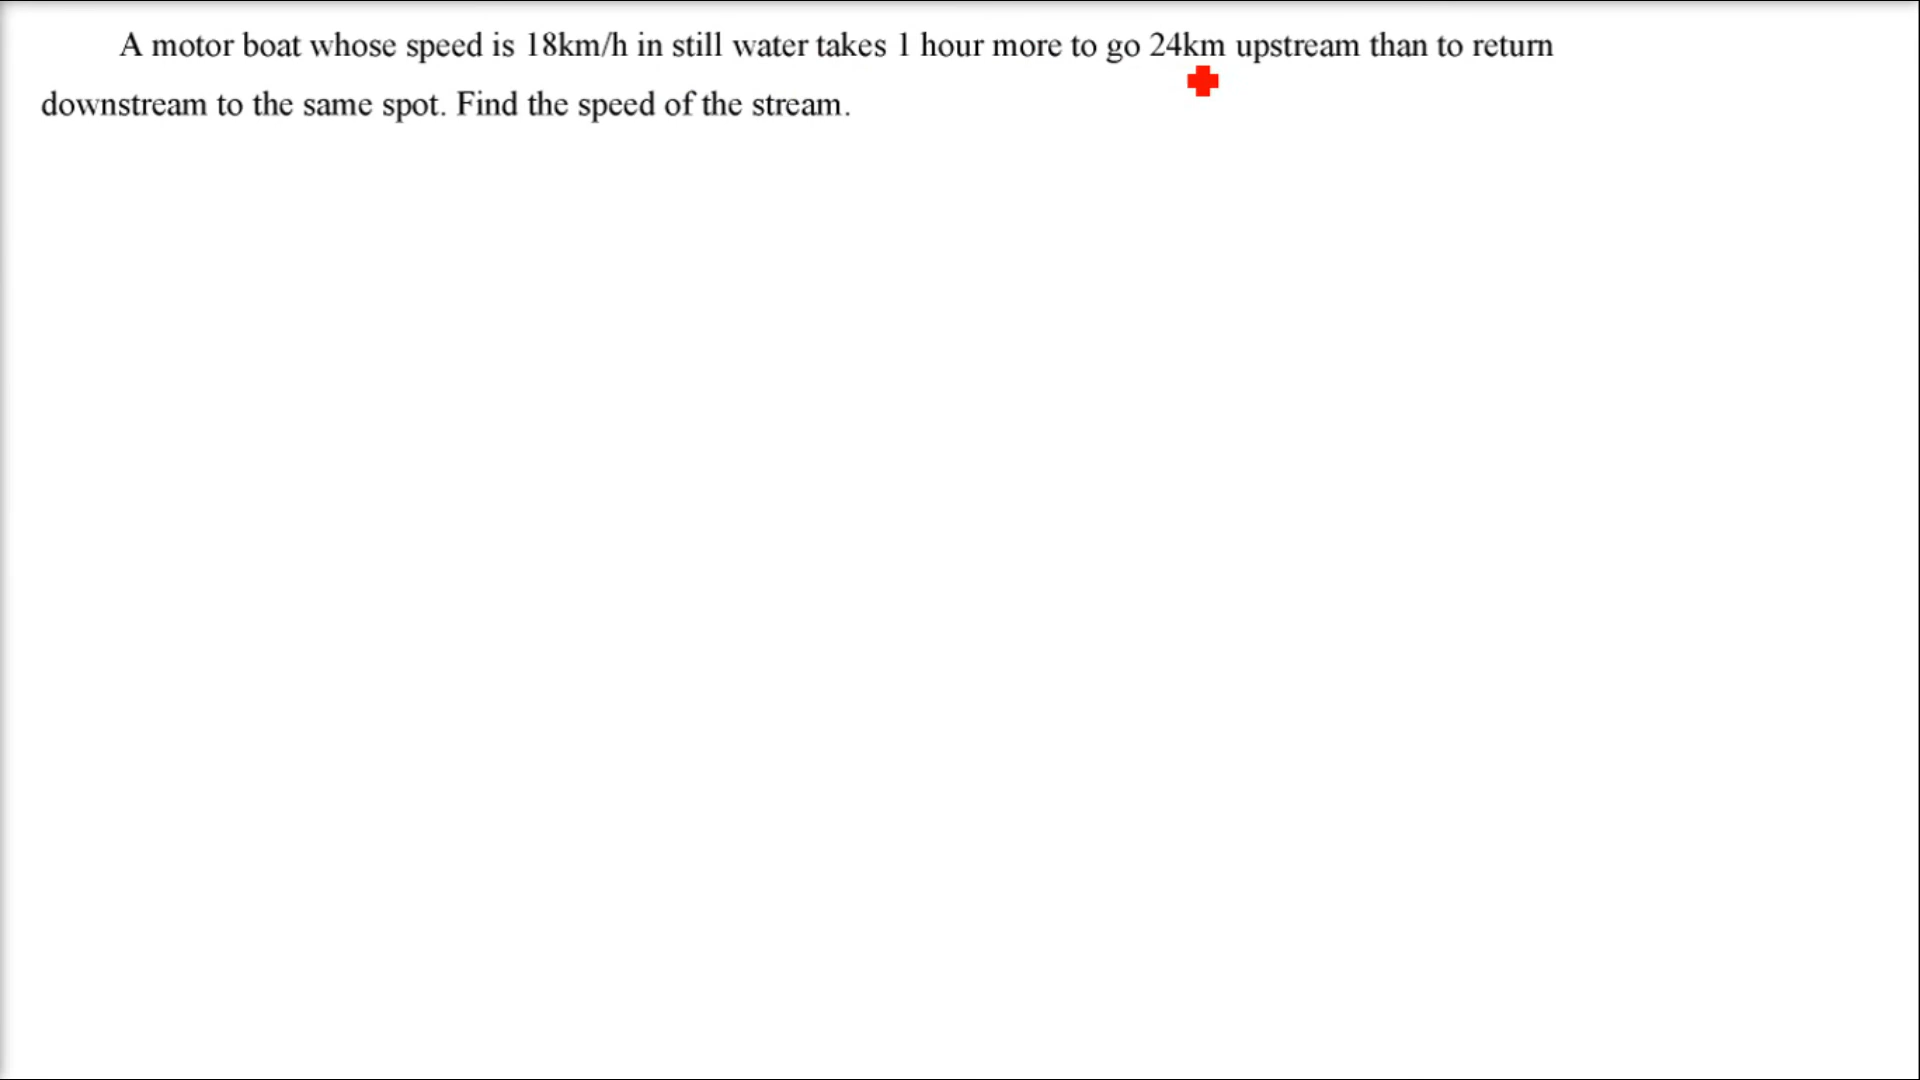 A motor boat whose speed is 18km/h in still water takes 1 hour more to go 24km upstream than to return
downstream to the same spot. Find the speed of the stream.